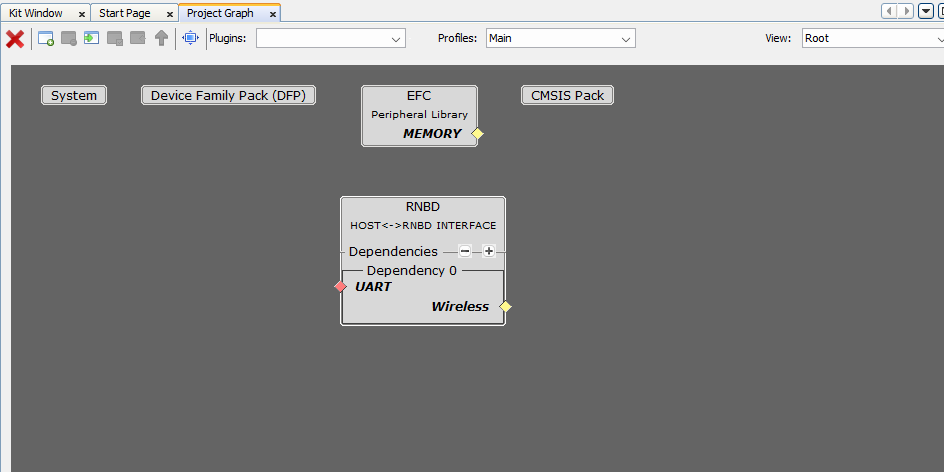 Kit Window x Start Page x Project Graph x
Plugins: Profiles: Main View: Root
System Device Family Pack (DFP) EFC CMSIS Pack
Peripheral Library
MEMORY
RNBD
HOST<->RNBD INTERFACE
Dependencies
Dependency 0
UART
Wireless